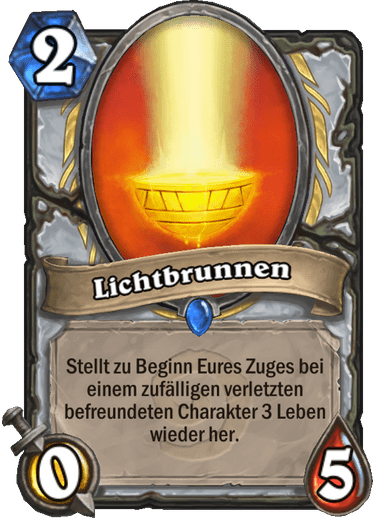 2
Lichtbrunnen
Stellt zu Beginn Eures Zuges bei
einem zufälligen verletzten
befreundeten Charakter 3 Leben
wieder her.
0
5